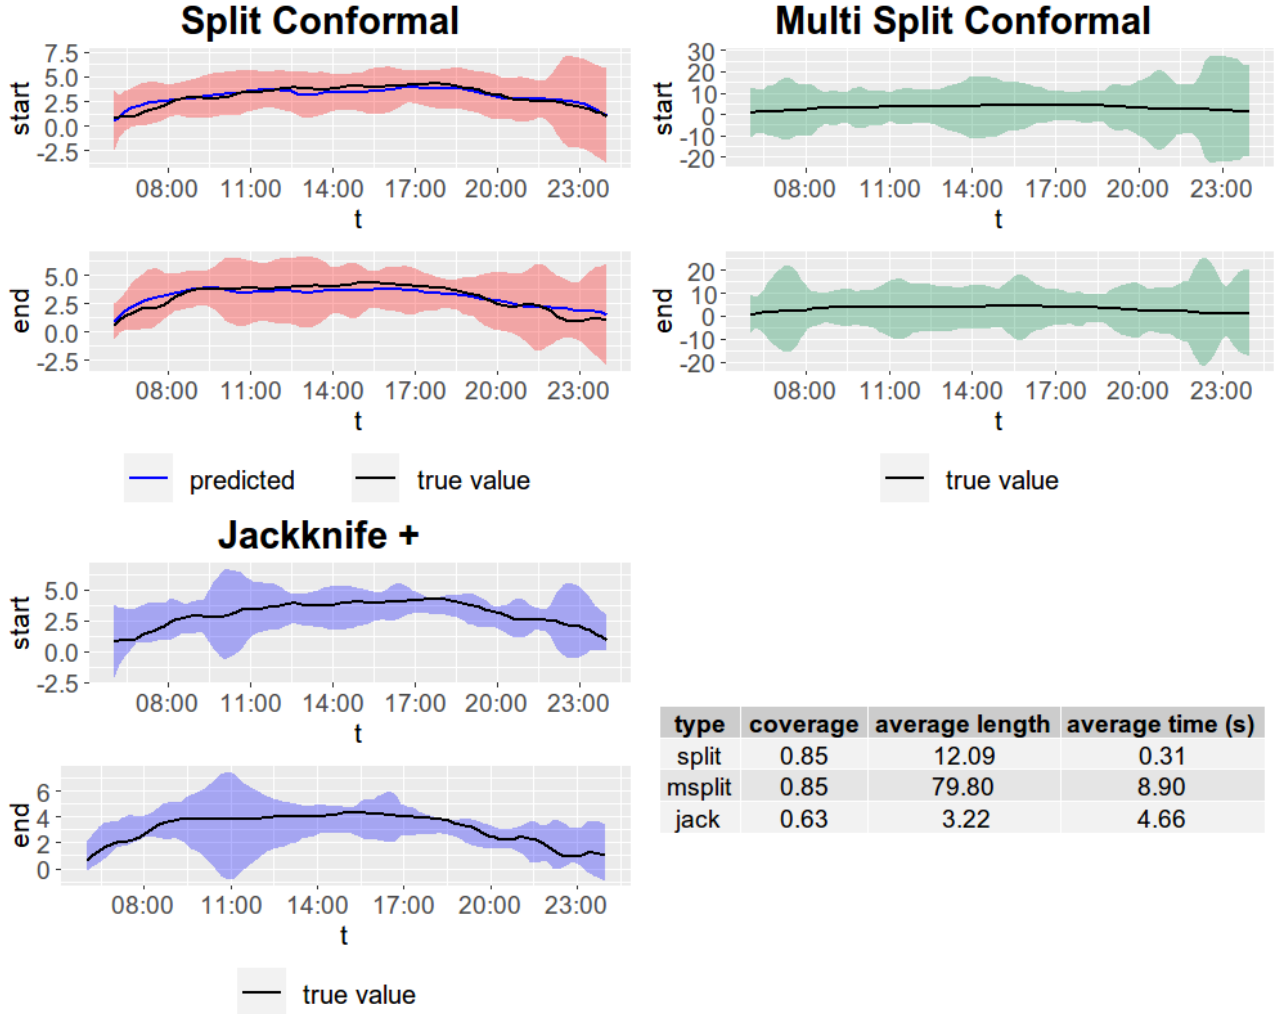 Split Conformal
7.5
5.0
2.5
0.0
-2.5
start
08:00 11:00 14:00 17:00 20:00 23:00
t
5.0
2.5
0.0
-2.5
end
08:00 11:00 14:00 17:00 20:00 23:00
t
predicted true value
Multi Split Conformal
30
20
10
0
-10
-20
start
08:00 11:00 14:00 17:00 20:00 23:00
t
20
10
0
-10
-20
end
08:00 11:00 14:00 17:00 20:00 23:00
t
true value
Jackknife +
5.0
2.5
0.0
-2.5
start
08:00 11:00 14:00 17:00 20:00 23:00
t
6
4
2
0
end
08:00 11:00 14:00 17:00 20:00 23:00
t
true value
type coverage average length average time (s)
split 0.85 12.09 0.31
msplit 0.85 79.80 8.90
jack 0.63 3.22 4.66